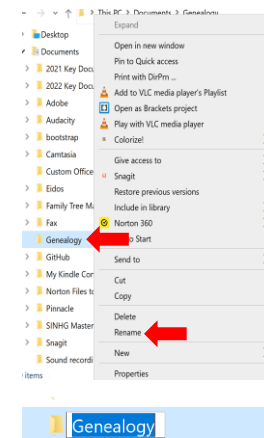 This PC > Documents > Genealogy
Desktop
Documents
2021 Key Docu
2022 Key Docu
Adobe
Audacity
bootstrap
Camtasia
Custom Office
Eidos
Family Tree Ma
Fax
Genealogy
GitHub
My Kindle Con
Norton Files to
Pinnacle
SINHG Master
Snagit
Sound recordi
items
Expand
Open in new window
Pin to Quick access
Print with DirPrn ...
Add to VLC media player's Playlist
Open as Brackets project
Play with VLC media player
Colorize!
Give access to
Snagit
Restore previous versions
Include in library
Norton 360
o Start
Send to
Cut
Copy
Delete
Rename
New
Properties
Genealogy